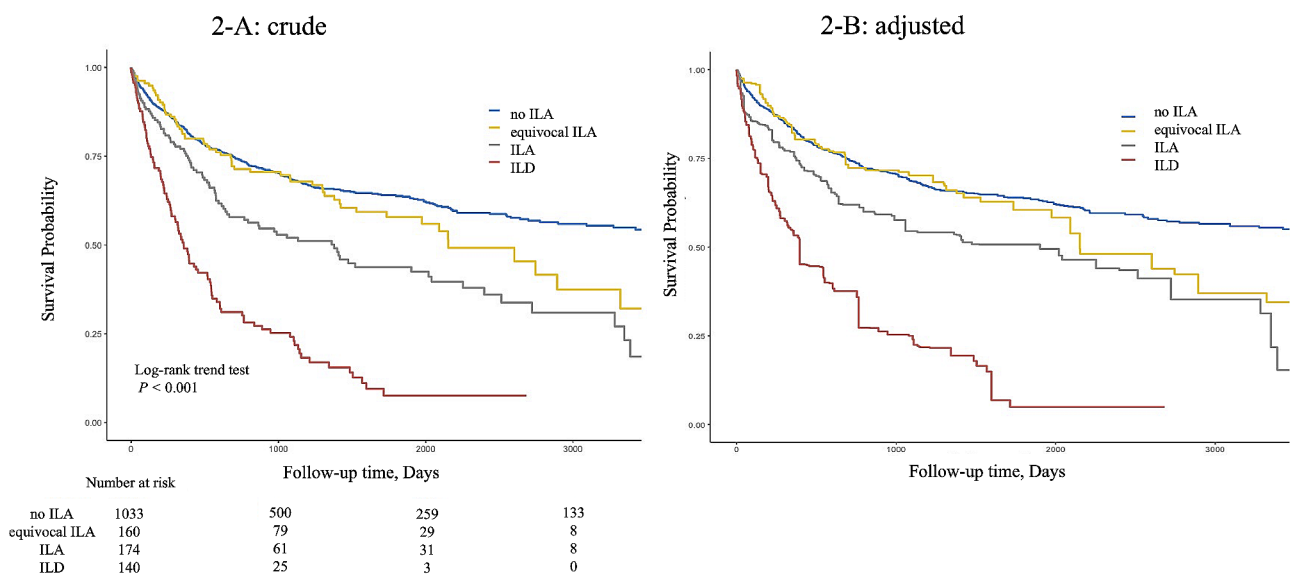 2-A: crude
1.00
0.75
0.50
0.25
0.00
Survival Probability
no ILA
equivocal ILA
ILA
ILD
Log-rank trend test
P < 0.001
0 1000 2000 3000
Follow-up time, Days
Number at risk
no ILA 1033 500 259 133
equivocal ILA 160 79 29 8
ILA 174 61 31 8
ILD 140 25 3 0
2-B: adjusted
1.00
0.75
0.50
0.25
0.00
Survival Probability
no ILA
equivocal ILA
ILA
ILD
0 1000 2000 3000
Follow-up time, Days